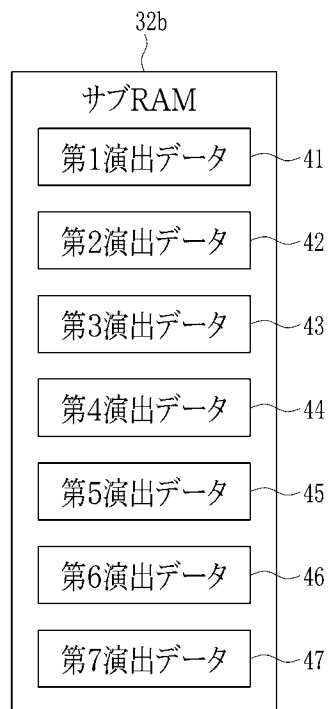 32b
サブRAM
第1演出データ 41
第2演出データ 42
第3演出データ 43
第4演出データ 44
第5演出データ 45
第6演出データ 46
第7演出データ 47